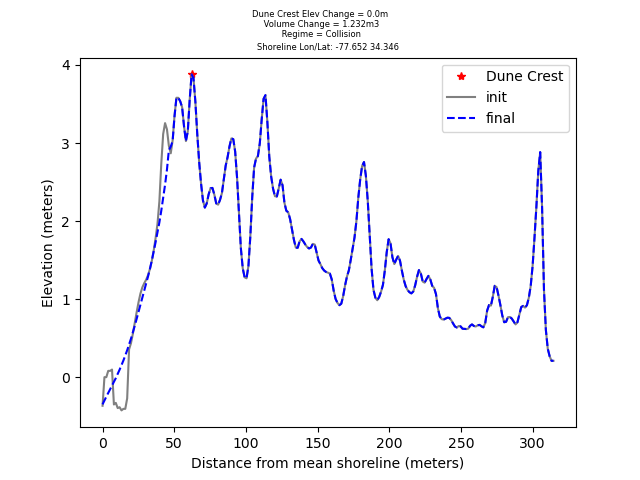 Dune Crest Elev Change = 0.0m
Volume Change = 1.232m3
Regime = Collision
Shoreline Lon/Lat: -77.652 34.346
Dune Crest
init
final
Elevation (meters)
4
3
2
1
0
0 50 100 150 200 250 300
Distance from mean shoreline (meters)